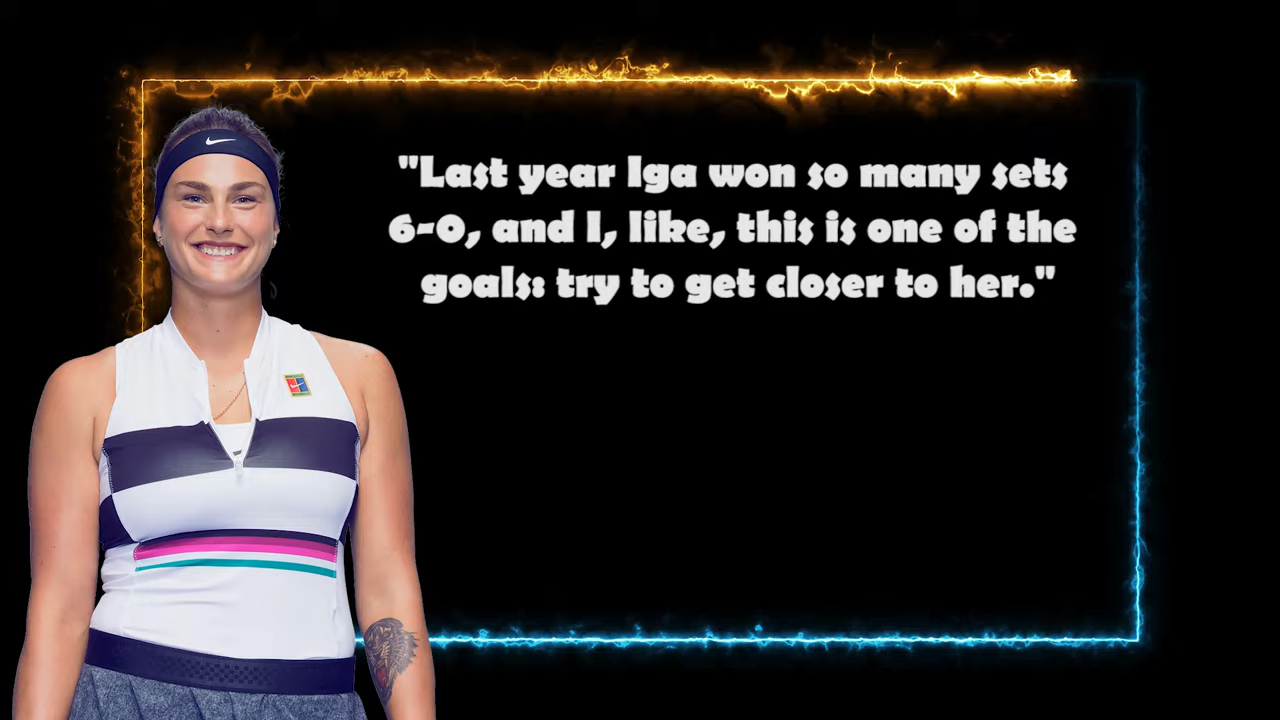 "Last year Iga won so many sets
6-0, and I, like, this is one of the
goals: try to get closer to her."